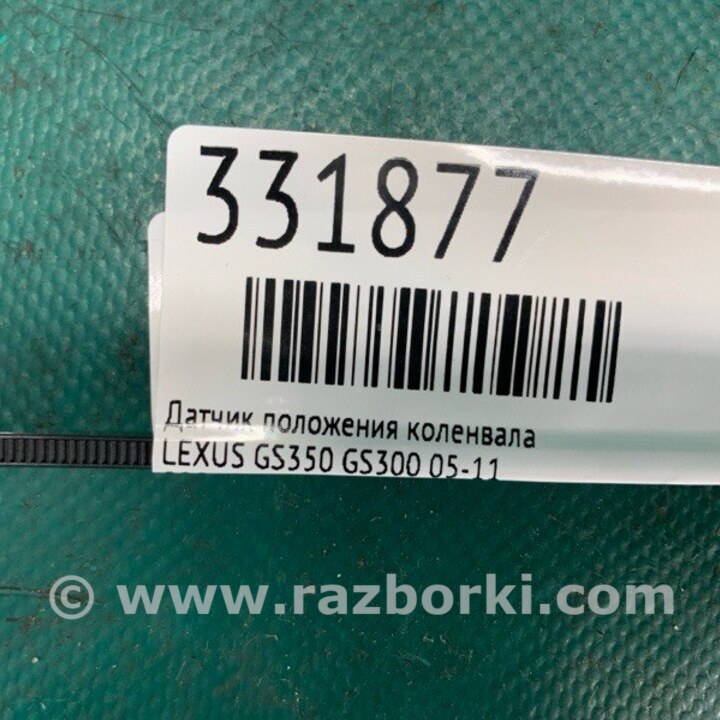 331877
Датчик положения коленвала
LEXUS GS350 GS300 05-11
© www.razborki.com